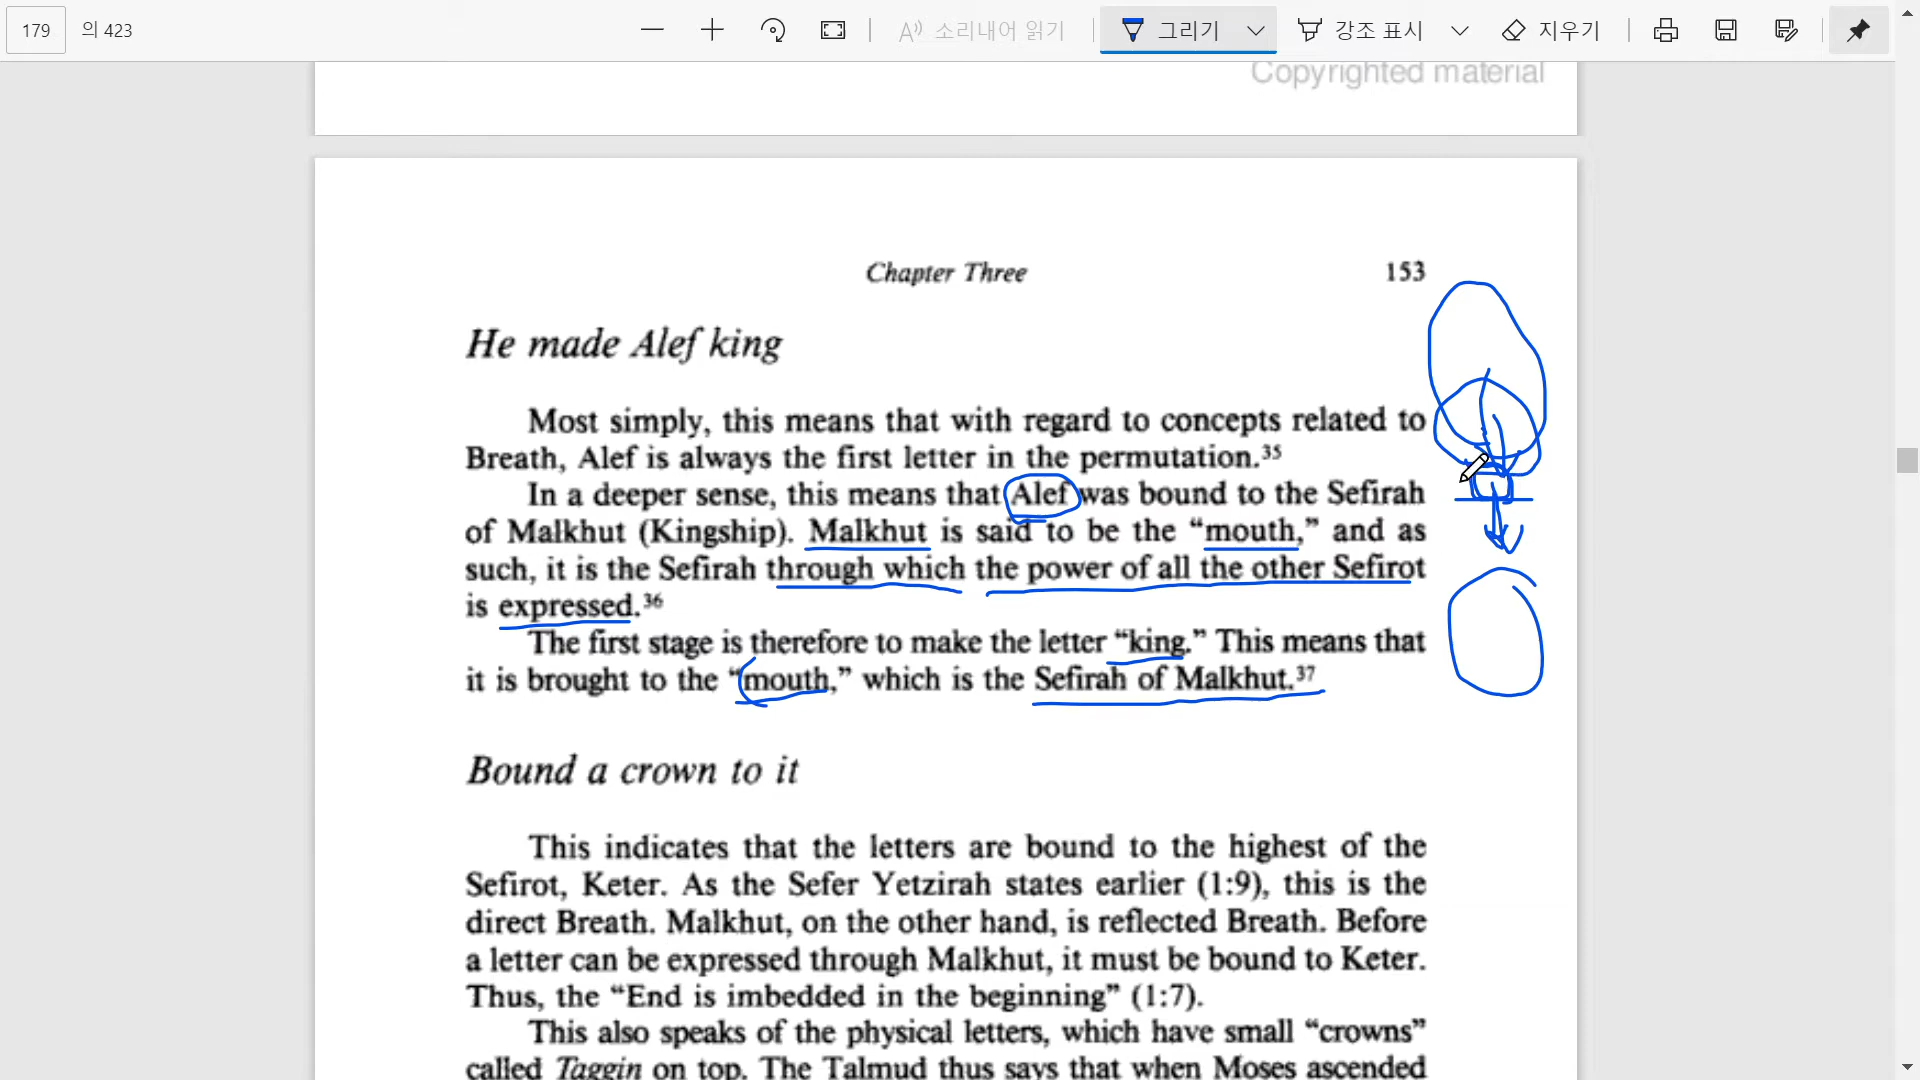 179 의 423 소리내어 읽기 그리기 강조 표시 지우기
Copyrighted material
Chapter Three 153
He made Alef king
Most simply, this means that with regard to concepts related to
Breath, Alef is always the first letter in the permutation.³⁵
In a deeper sense, this means that Alef was bound to the Sefirah
of Malkhut (Kingship). Malkhut is said to be the “mouth,” and as
such, it is the Sefirah through which the power of all the other Sefirot
is expressed.³⁶
The first stage is therefore to make the letter “king.” This means that
it is brought to the “mouth,” which is the Sefirah of Malkhut.³⁷
Bound a crown to it
This indicates that the letters are bound to the highest of the
Sefirot, Keter. As the Sefer Yetzirah states earlier (1:9), this is the
direct Breath. Malkhut, on the other hand, is reflected Breath. Before
a letter can be expressed through Malkhut, it must be bound to Keter.
Thus, the “End is imbedded in the beginning” (1:7).
This also speaks of the physical letters, which have small “crowns”
called Taggin on top. The Talmud thus says that when Moses ascended